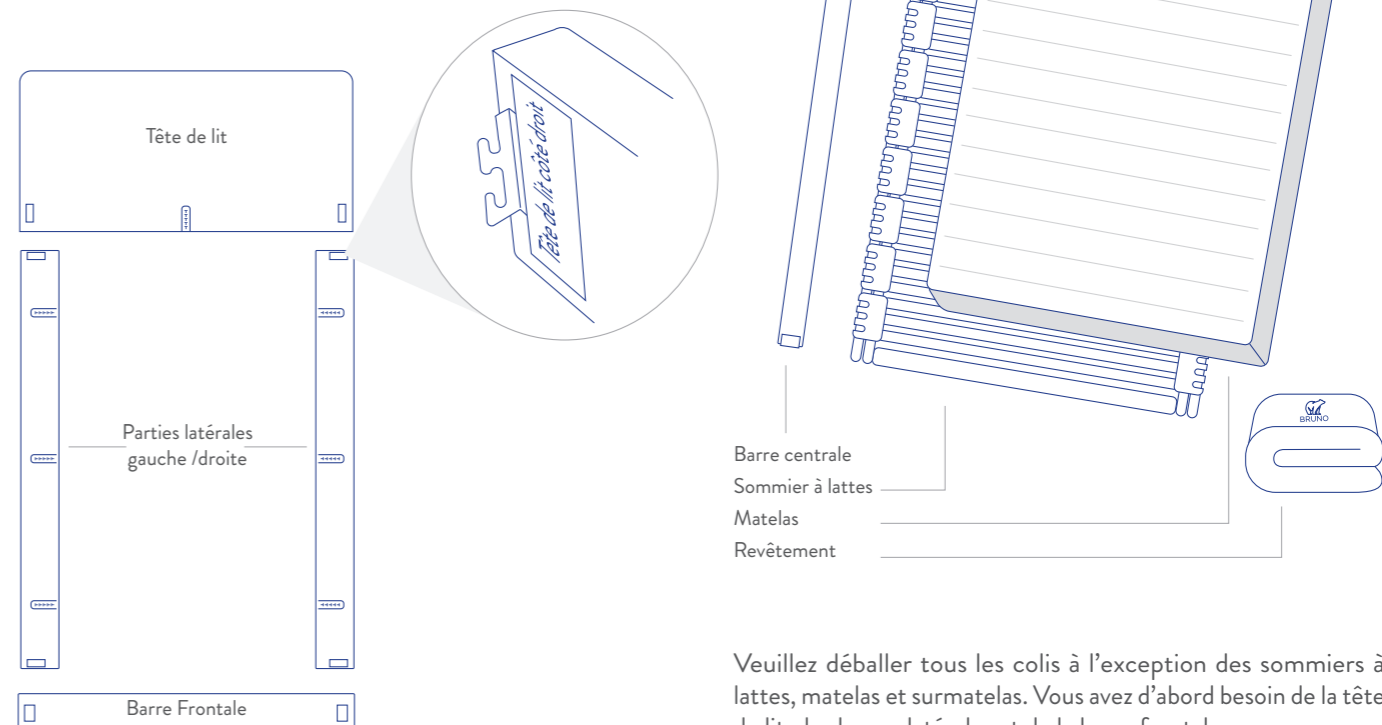 Tête de lit
Tête de lit côté droit
Parties latérales
gauche /droite
Barre Frontale
Barre centrale
Sommier à lattes
Matelas
Revêtement
BRUNO
Veuillez déballer tous les colis à l’exception des sommiers à
lattes, matelas et surmatelas. Vous avez d’abord besoin de la tête